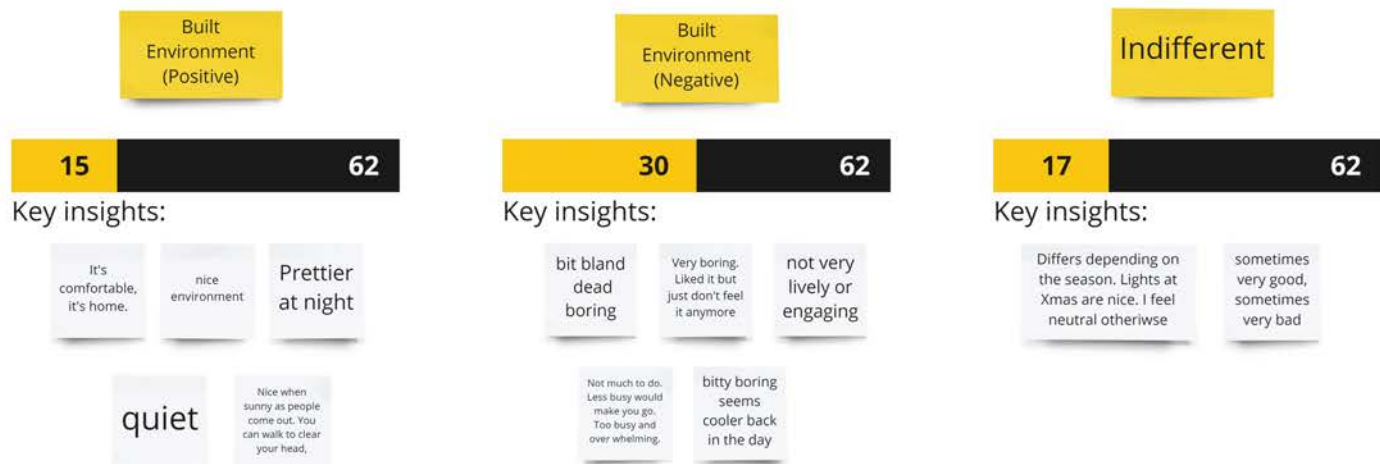 Built
Environment
(Positive)
15
62
Key insights:
It's
comfortable,
it's home.
nice
environment
Prettier
at night
quiet
Nice when
sunny as people
come out. You
can walk to clear
your head,
Built
Environment
(Negative)
30
62
Key insights:
bit bland
dead
boring
Very boring.
Liked it but
just don't feel
it anymore
not very
lively or
engaging
Not much to do.
Less busy would
make you go.
Too busy and
over whelming.
bitty boring
seems
cooler back
in the day
Indifferent
17
62
Key insights:
Differs depending on
the season. Lights at
Xmas are nice. I feel
neutral otheriwse
sometimes
very good,
sometimes
very bad